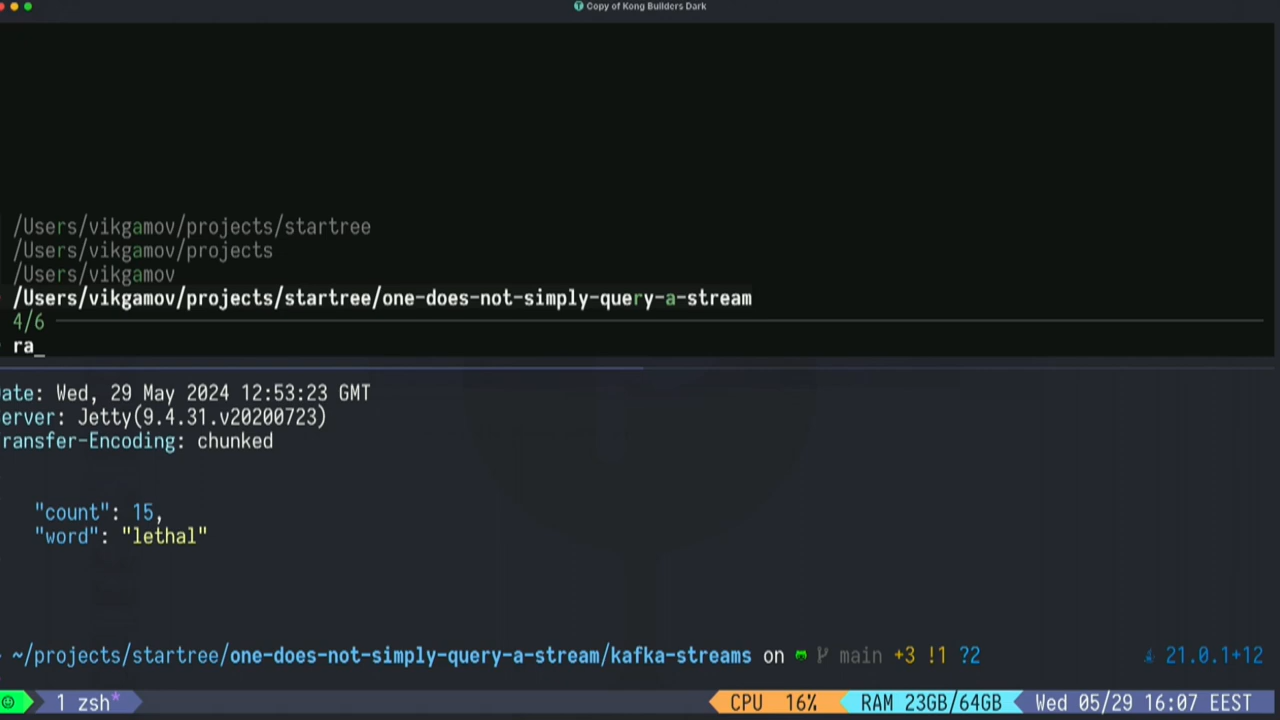 Copy of Kong Builders Dark
/Users/vikgamov/projects/startree
/Users/vikgamov/projects
/Users/vikgamov
/Users/vikgamov/projects/startree/one-does-not-simply-query-a-stream
4/6
ra_
ate: Wed, 29 May 2024 12:53:23 GMT
erver: Jetty(9.4.31.v20200723)
ransfer-Encoding: chunked
"count": 15,
"word": "lethal"
~/projects/startree/one-does-not-simply-query-a-stream/kafka-streams on main +3 !1 ?2 21.0.1+12
1 zsh* CPU 16% RAM 23GB/64GB Wed 05/29 16:07 EEST